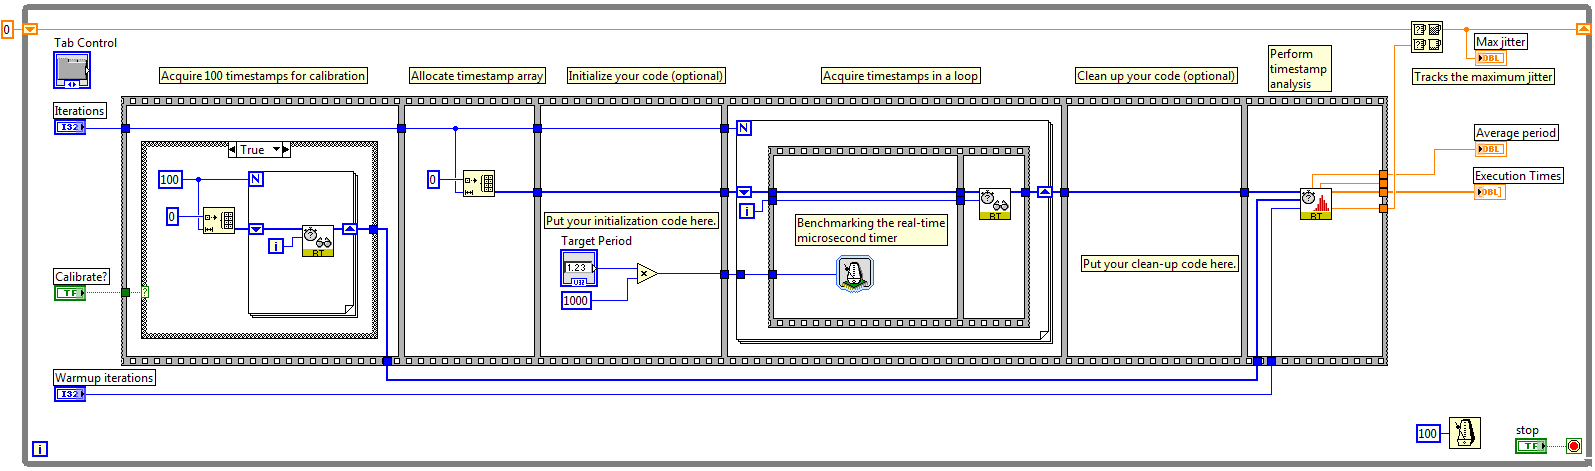 0
Tab Control
Acquire 100 timestamps for calibration
Allocate timestamp array
Initialize your code (optional)
Acquire timestamps in a loop
Clean up your code (optional)
Perform
timestamp
analysis
Max jitter
DBL
Tracks the maximum jitter
Iterations
I32
True
N
100
0
i
RT
0
Put your initialization code here.
Target Period
1.23
U32
1000
x
N
i
Benchmarking the real-time
microsecond timer
RT
Put your clean-up code here.
RT
Average period
DBL
Execution Times
DBL
Calibrate?
TF
?
Warmup iterations
I32
i
100
stop
TF